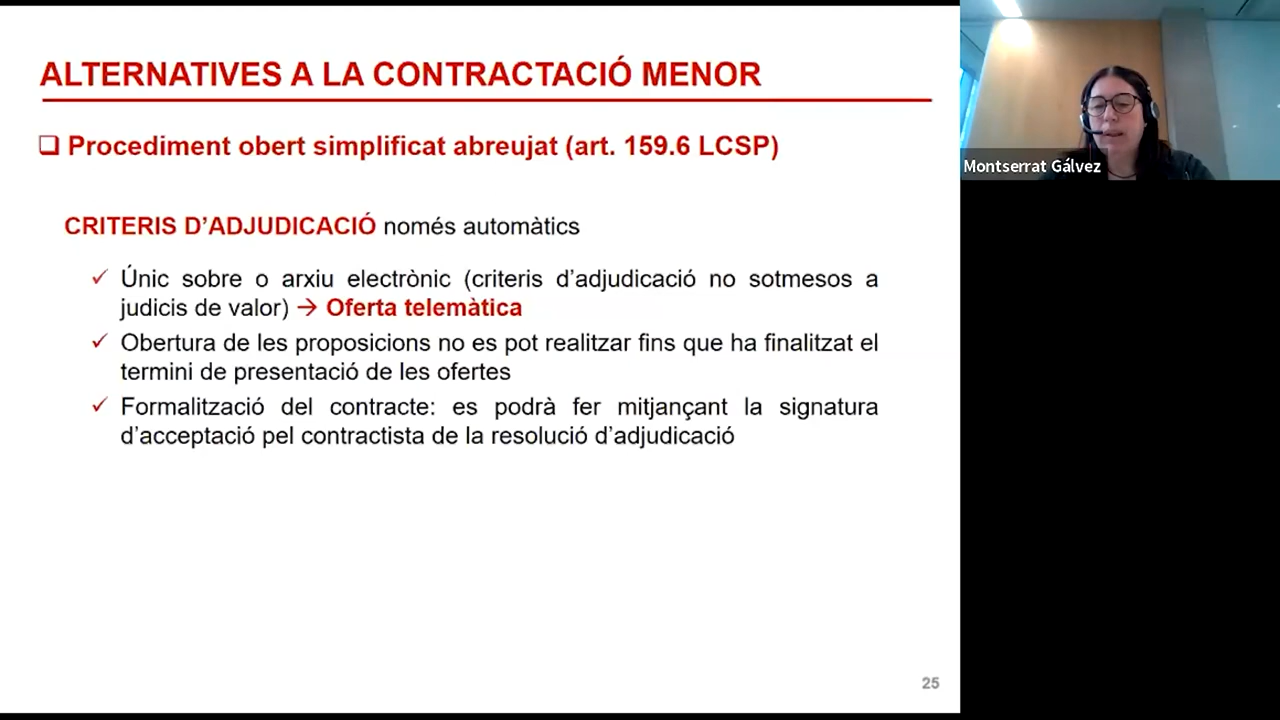 ALTERNATIVES A LA CONTRACTACIÓ MENOR
❑ Procediment obert simplificat abreujat (art. 159.6 LCSP)
CRITERIS D’ADJUDICACIÓ només automàtics
✓ Únic sobre o arxiu electrònic (criteris d’adjudicació no sotmesos a
judicis de valor) → Oferta telemàtica
✓ Obertura de les proposicions no es pot realitzar fins que ha finalitzat el
termini de presentació de les ofertes
✓ Formalització del contracte: es podrà fer mitjançant la signatura
d’acceptació pel contractista de la resolució d’adjudicació
25
Montserrat Gálvez